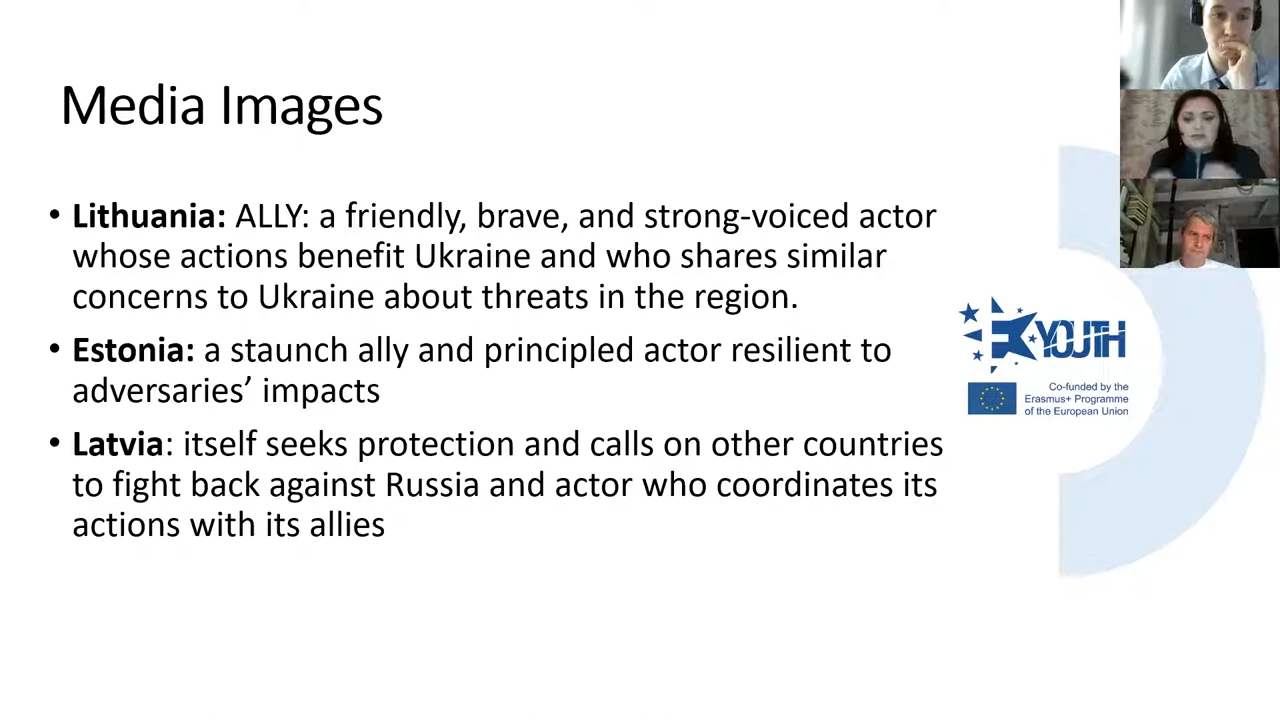 Media Images
• Lithuania: ALLY: a friendly, brave, and strong-voiced actor
whose actions benefit Ukraine and who shares similar
concerns to Ukraine about threats in the region.
• Estonia: a staunch ally and principled actor resilient to
adversaries’ impacts
• Latvia: itself seeks protection and calls on other countries
to fight back against Russia and actor who coordinates its
actions with its allies
YOUTH
Co-funded by the
Erasmus+ Programme
of the European Union